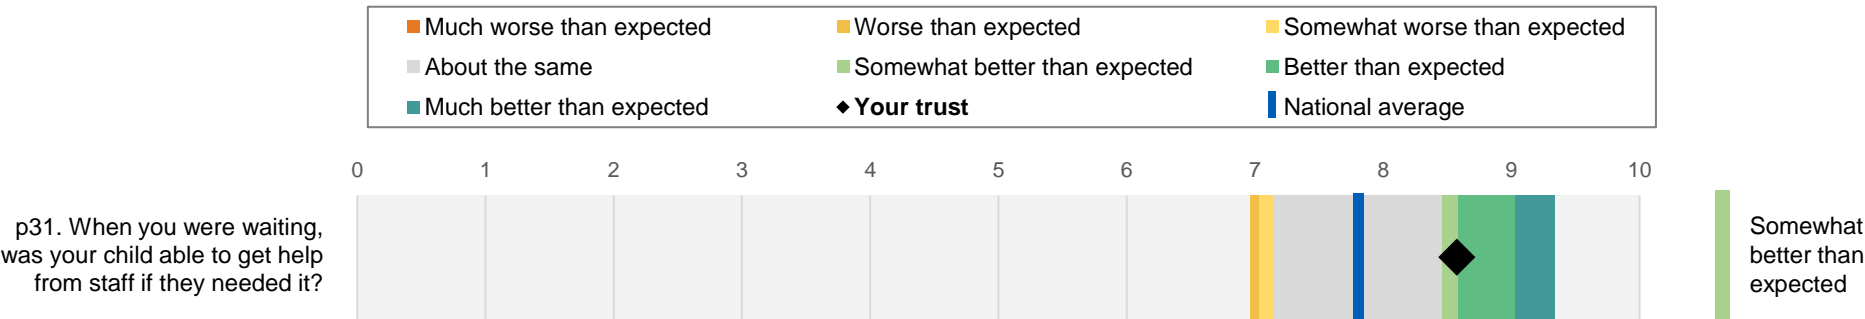 Much worse than expected
Worse than expected
Somewhat worse than expected
About the same
Somewhat better than expected
Better than expected
Much better than expected
Your trust
National average
0 1 2 3 4 5 6 7 8 9 10
p31. When you were waiting,
was your child able to get help
from staff if they needed it?
Somewhat
better than
expected